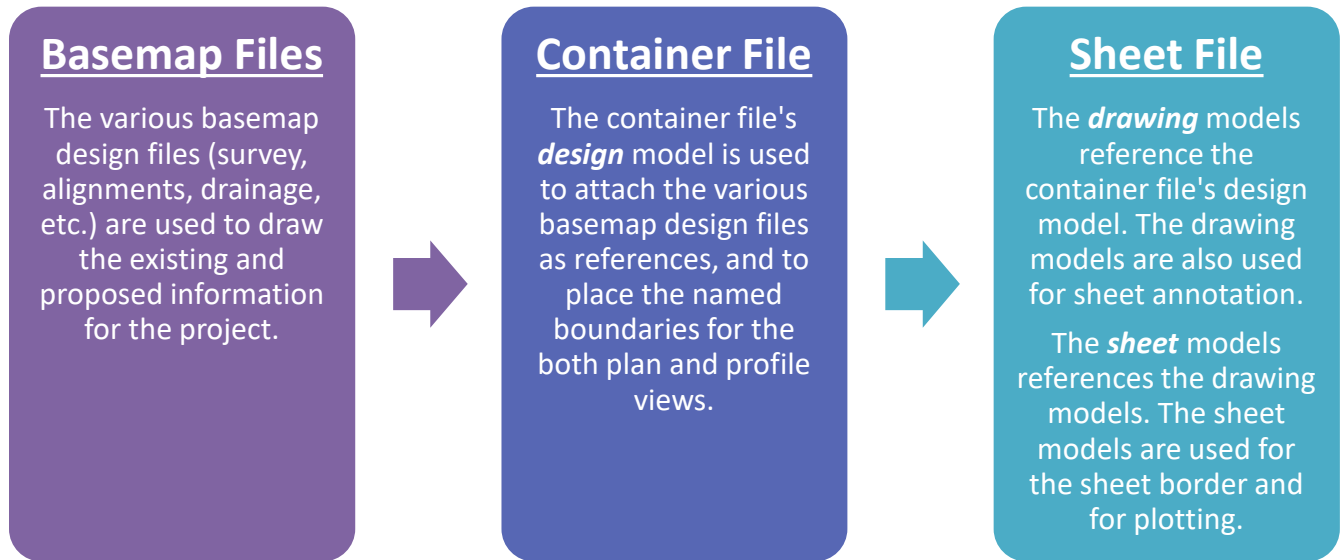 Basemap Files
The various basemap
design files (survey,
alignments, drainage,
etc.) are used to draw
the existing and
proposed information
for the project.
Container File
The container file's
design model is used
to attach the various
basemap design files
as references, and to
place the named
boundaries for the
both plan and profile
views.
Sheet File
The drawing models
reference the
container file's design
model. The drawing
models are also used
for sheet annotation.
The sheet models
references the drawing
models. The sheet
models are used for
the sheet border and
for plotting.